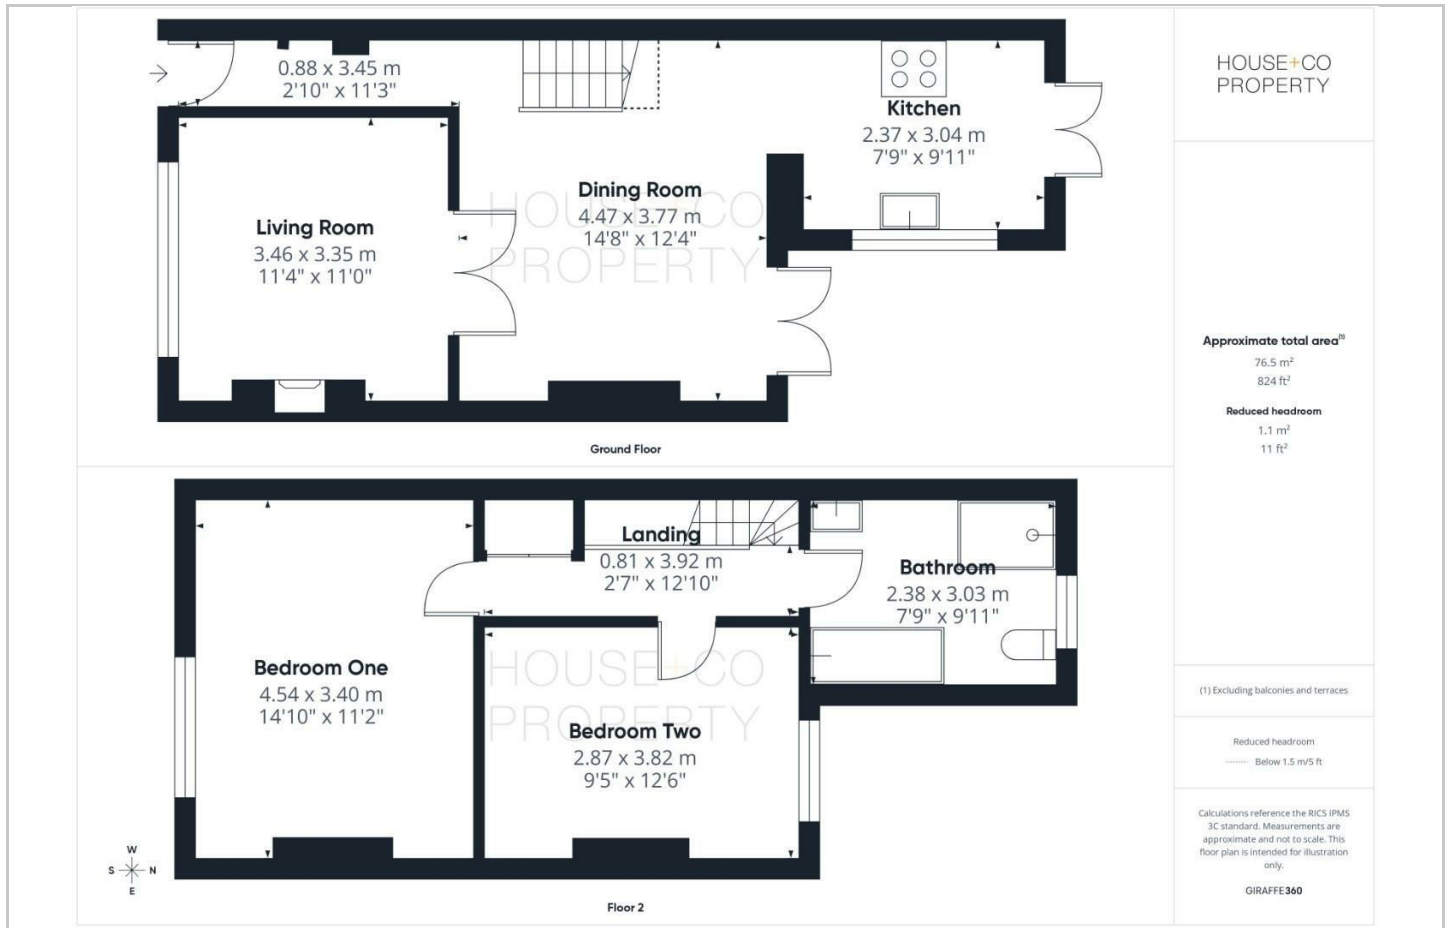 0.88 x 3.45 m
2'10" x 11'3"
Kitchen
2.37 x 3.04 m
7'9" x 9'11"
Dining Room
4.47 x 3.77 m
14'8" x 12'4"
Living Room
3.46 x 3.35 m
11'4" x 11'0"
HOUSE+CO
PROPERTY
Ground Floor
Landing
0.81 x 3.92 m
2'7" x 12'10"
Bathroom
2.38 x 3.03 m
7'9" x 9'11"
Bedroom One
4.54 x 3.40 m
14'10" x 11'2"
HOUSE+CO
PROPERTY
Bedroom Two
2.87 x 3.82 m
9'5" x 12'6"
W
S N
E
Floor 2
HOUSE+CO
PROPERTY
Approximate total area(1)
76.5 m²
824 ft²
Reduced headroom
1.1 m²
11 ft²
(1) Excluding balconies and terraces
Reduced headroom
Below 1.5 m/5 ft
Calculations reference the RICS IPMS
3C standard. Measurements are
approximate and not to scale. This
floor plan is intended for illustration
only.
GIRAFFE360